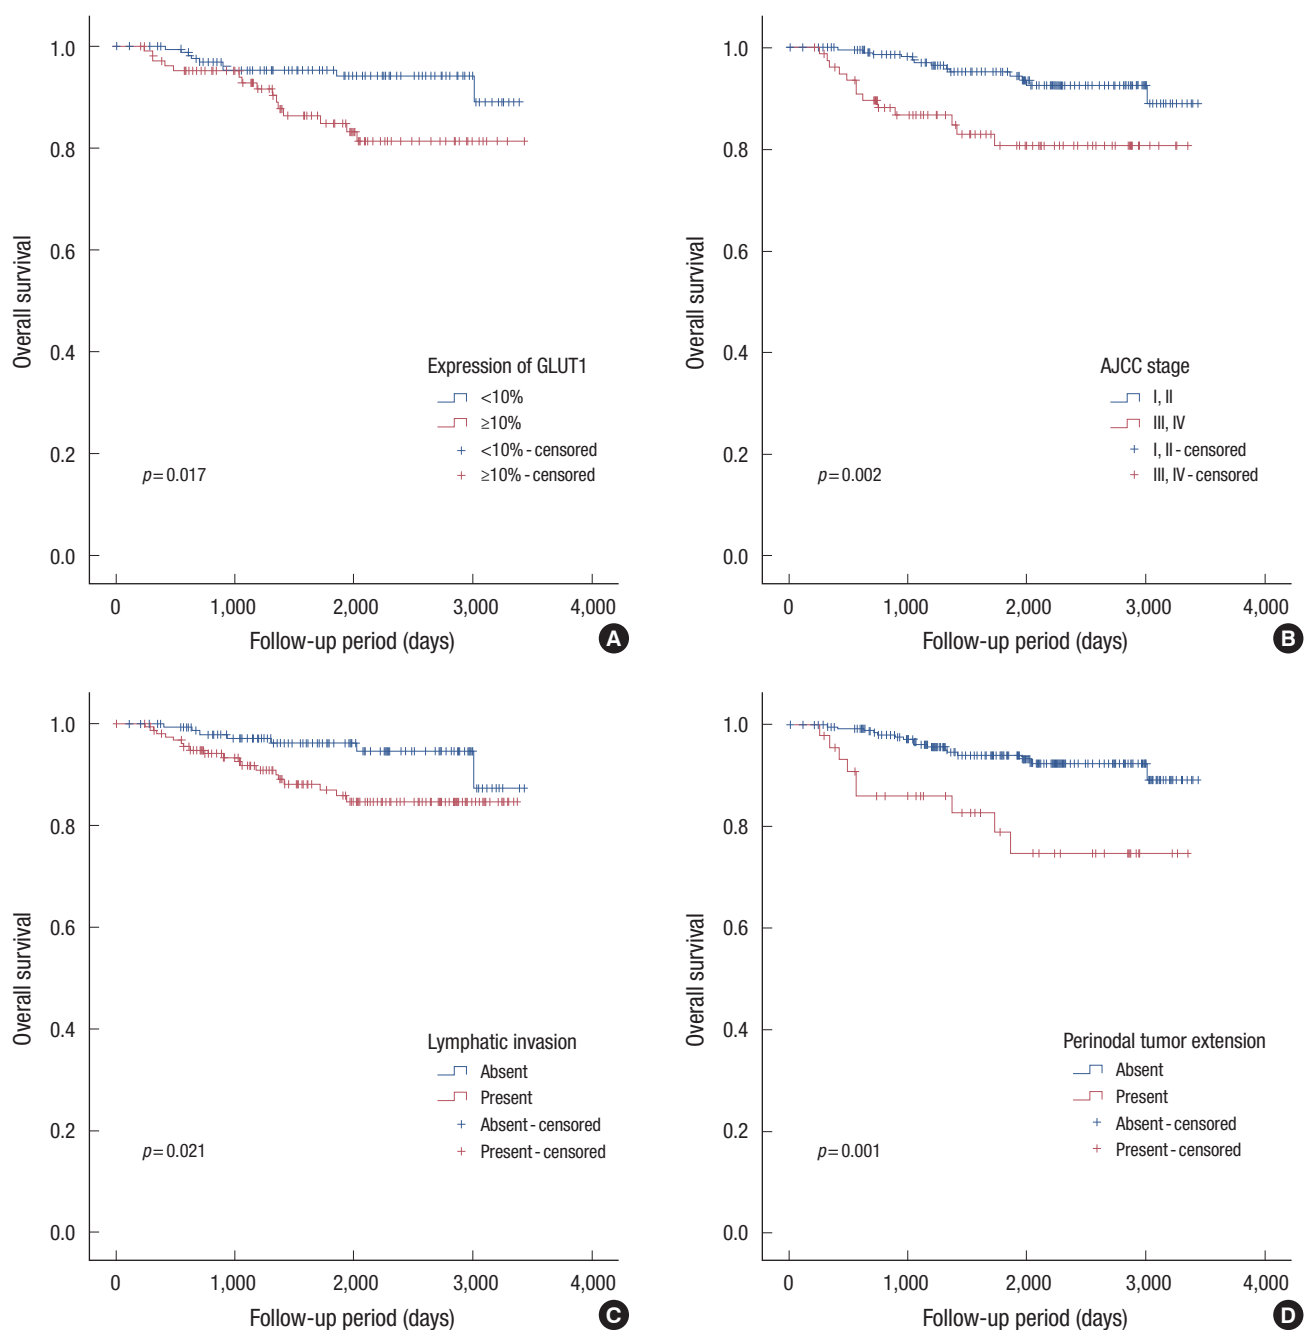 1.0
0.8
0.6
0.4
0.2
0.0
Overall survival
Expression of GLUT1
<10%
≥10%
<10% - censored
≥10% - censored
p=0.017
0 1,000 2,000 3,000 4,000
Follow-up period (days)
A
1.0
0.8
0.6
0.4
0.2
0.0
Overall survival
AJCC stage
I, II
III, IV
I, II - censored
III, IV - censored
p=0.002
0 1,000 2,000 3,000 4,000
Follow-up period (days)
B
1.0
0.8
0.6
0.4
0.2
0.0
Overall survival
Lymphatic invasion
Absent
Present
Absent - censored
Present - censored
p=0.021
0 1,000 2,000 3,000 4,000
Follow-up period (days)
C
1.0
0.8
0.6
0.4
0.2
0.0
Overall survival
Perinodal tumor extension
Absent
Present
Absent - censored
Present - censored
p=0.001
0 1,000 2,000 3,000 4,000
Follow-up period (days)
D